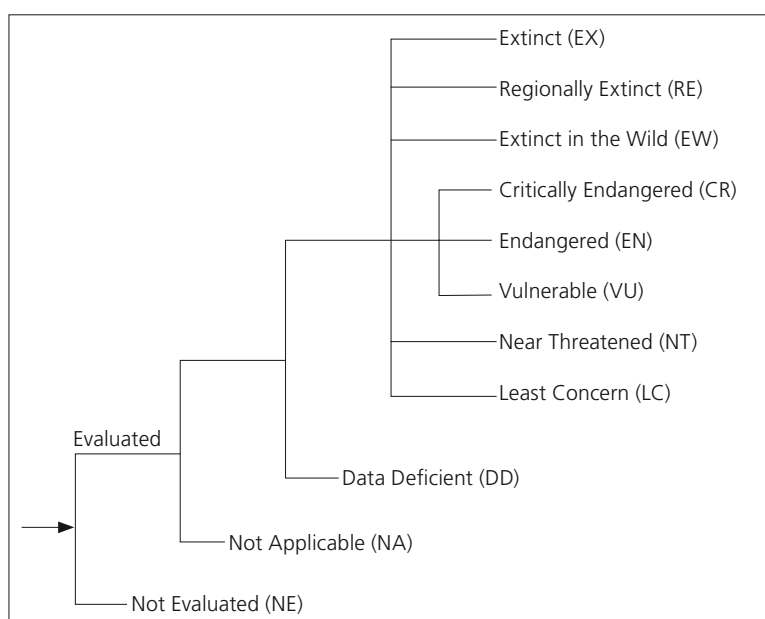 Extinct (EX)
Regionally Extinct (RE)
Extinct in the Wild (EW)
Critically Endangered (CR)
Endangered (EN)
Vulnerable (VU)
Near Threatened (NT)
Least Concern (LC)
Evaluated
Data Deficient (DD)
Not Applicable (NA)
Not Evaluated (NE)